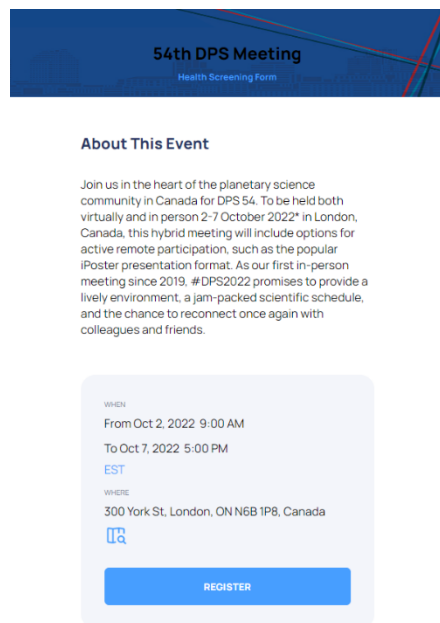 54th DPS Meeting
Health Screening Form
About This Event
Join us in the heart of the planetary science
community in Canada for DPS 54. To be held both
virtually and in person 2-7 October 2022* in London,
Canada, this hybrid meeting will include options for
active remote participation, such as the popular
iPoster presentation format. As our first in-person
meeting since 2019, #DPS2022 promises to provide a
lively environment, a jam-packed scientific schedule,
and the chance to reconnect once again with
colleagues and friends.
WHEN
From Oct 2, 2022 9:00 AM
To Oct 7, 2022 5:00 PM
EST
WHERE
300 York St, London, ON N6B 1P8, Canada
REGISTER